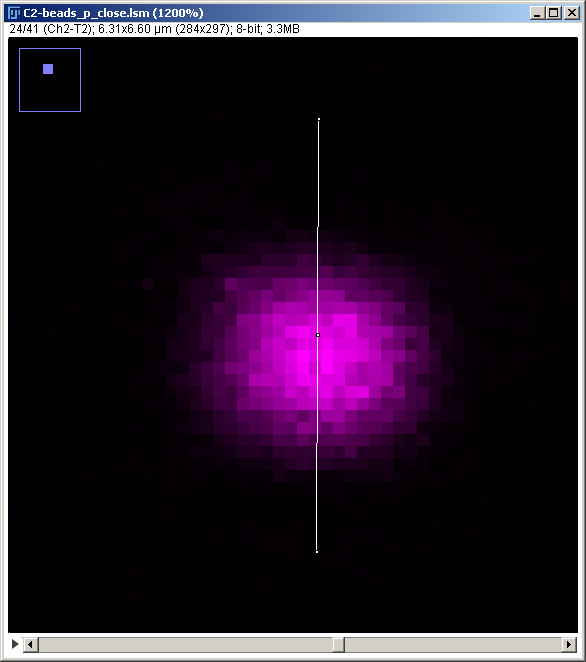 C2-beads_p_close.lsm (1200%)
24/41 (Ch2-T2); 6.31x6.60 µm (284x297); 8-bit; 3.3MB